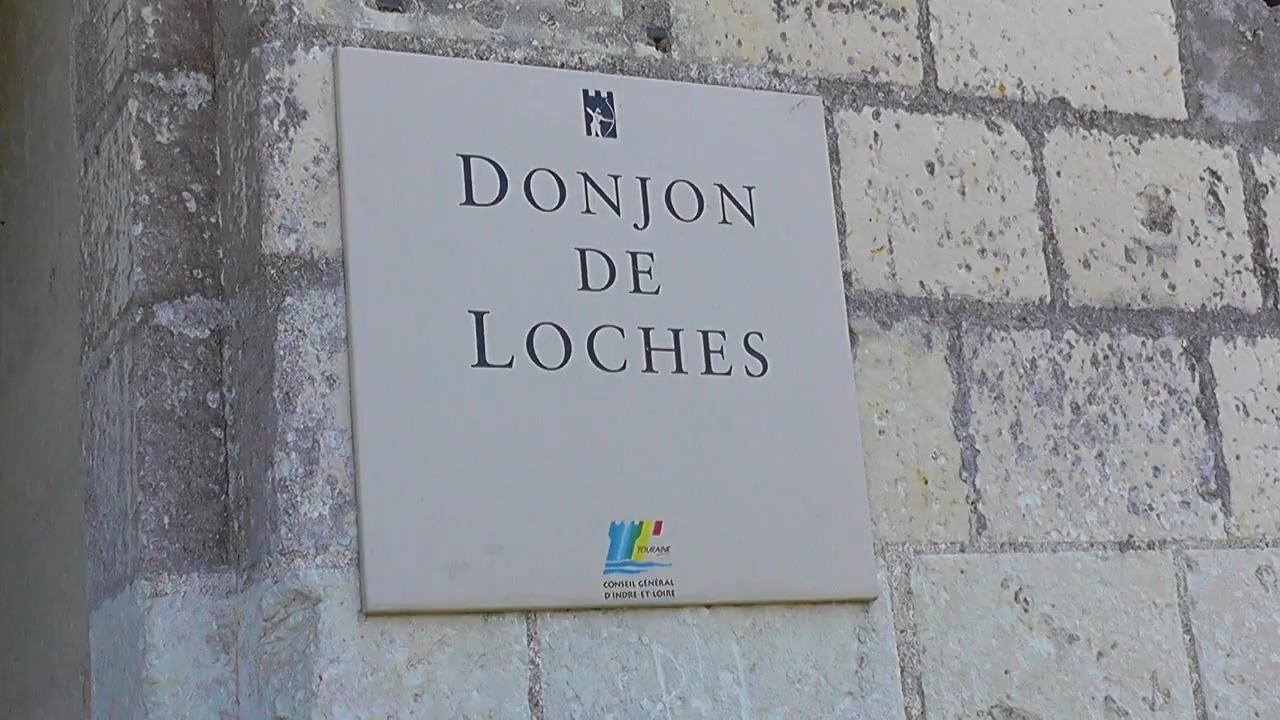 DONJON
DE
LOCHES
TOURAINE
CONSEIL GÉNÉRAL
D'INDRE-ET-LOIRE